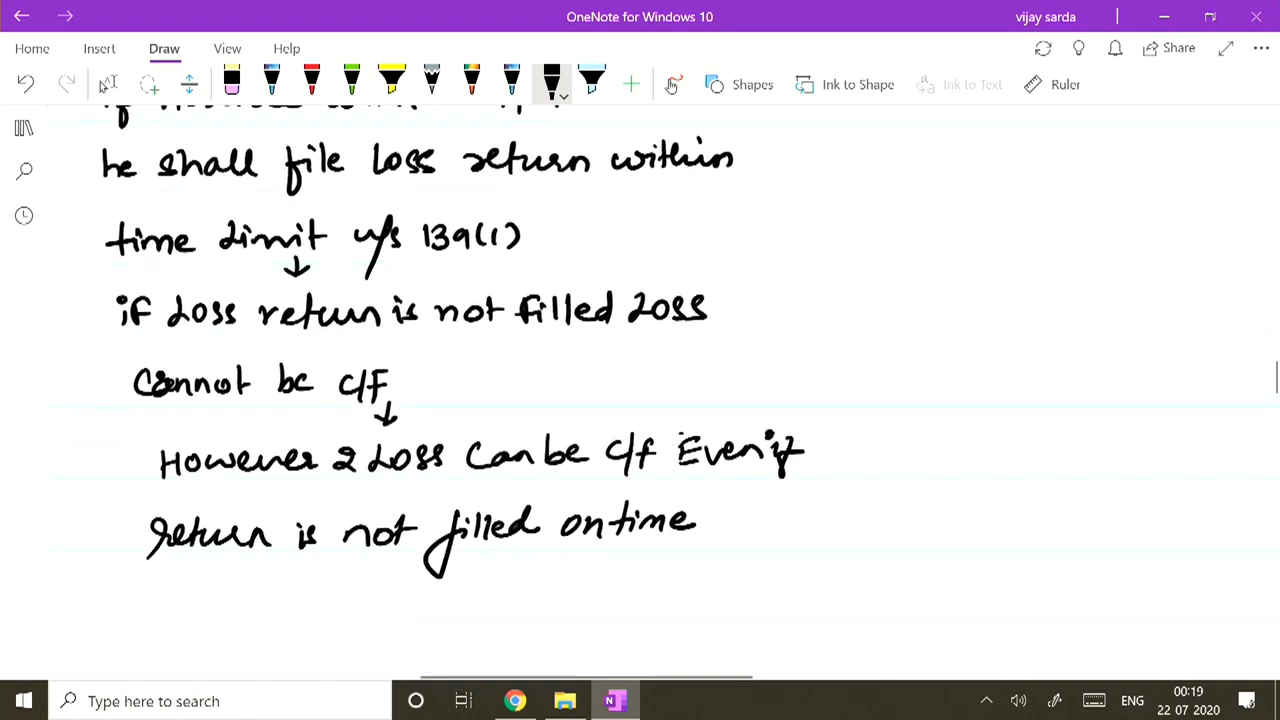 OneNote for Windows 10
vijay sarda
Home Insert Draw View Help
Share
Shapes
Ink to Shape
Ink to Text
Ruler
if
he shall file Loss return within
time Limit u/s 139(1)
if Loss return is not filled Loss
Cannot be C/F
However 2 Loss Can be C/f Even if
return is not filled on time
Type here to search
ENG
00:19
22-07-2020